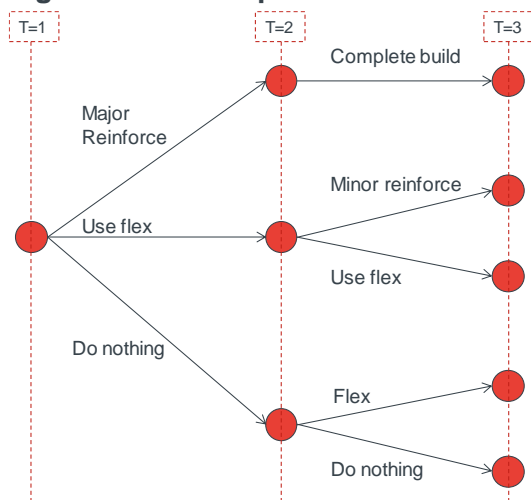 T=1
T=2
T=3
Complete build
Major
Reinforce
Minor reinforce
Use flex
Use flex
Do nothing
Flex
Do nothing